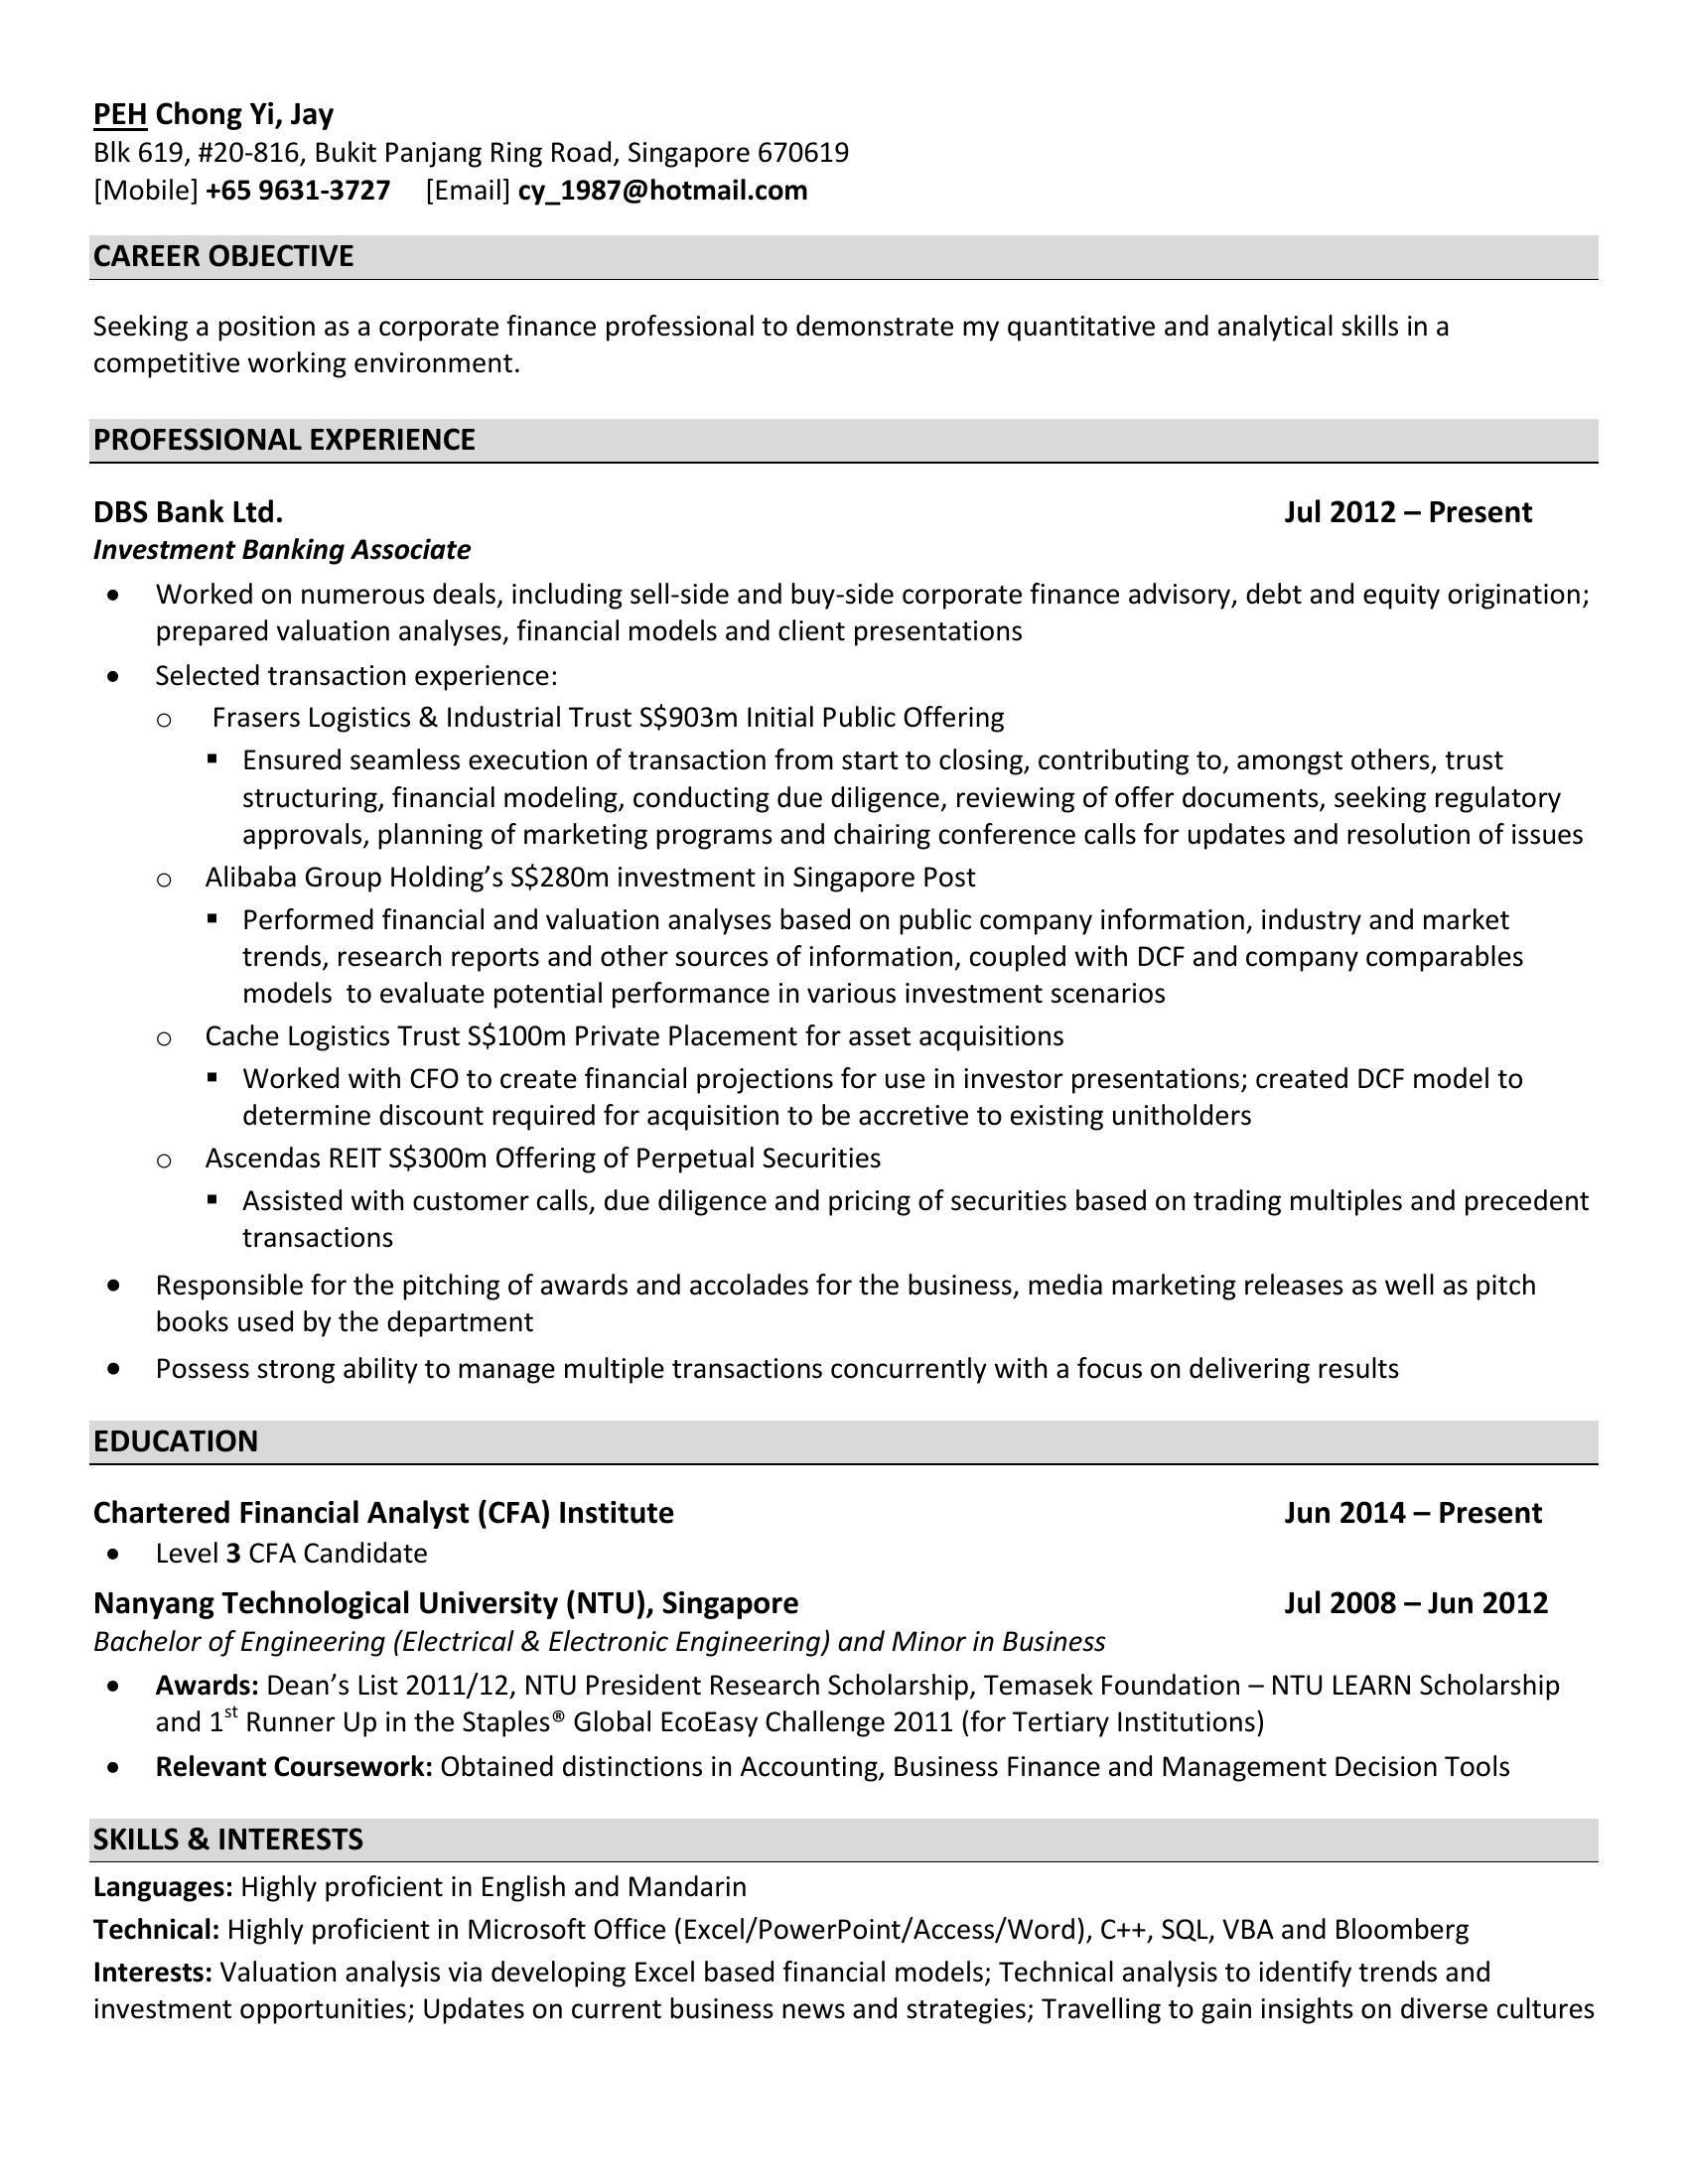 PEH Chong Yi, Jay
Blk 619, #20-816, Bukit Panjang Ring Road, Singapore 670619
[Mobile] +65 9631-3727 [Email] cy_1987@hotmail.com
CAREER OBJECTIVE
Seeking a position as a corporate finance professional to demonstrate my quantitative and analytical skills in a
competitive working environment.
PROFESSIONAL EXPERIENCE
DBS Bank Ltd. Jul 2012 – Present
Investment Banking Associate
• Worked on numerous deals, including sell-side and buy-side corporate finance advisory, debt and equity origination;
prepared valuation analyses, financial models and client presentations
• Selected transaction experience:
o Frasers Logistics & Industrial Trust S$903m Initial Public Offering
▪ Ensured seamless execution of transaction from start to closing, contributing to, amongst others, trust
structuring, financial modeling, conducting due diligence, reviewing of offer documents, seeking regulatory
approvals, planning of marketing programs and chairing conference calls for updates and resolution of issues
o Alibaba Group Holding’s S$280m investment in Singapore Post
▪ Performed financial and valuation analyses based on public company information, industry and market
trends, research reports and other sources of information, coupled with DCF and company comparables
models to evaluate potential performance in various investment scenarios
o Cache Logistics Trust S$100m Private Placement for asset acquisitions
▪ Worked with CFO to create financial projections for use in investor presentations; created DCF model to
determine discount required for acquisition to be accretive to existing unitholders
o Ascendas REIT S$300m Offering of Perpetual Securities
▪ Assisted with customer calls, due diligence and pricing of securities based on trading multiples and precedent
transactions
• Responsible for the pitching of awards and accolades for the business, media marketing releases as well as pitch
books used by the department
• Possess strong ability to manage multiple transactions concurrently with a focus on delivering results
EDUCATION
Chartered Financial Analyst (CFA) Institute Jun 2014 – Present
• Level 3 CFA Candidate
Nanyang Technological University (NTU), Singapore Jul 2008 – Jun 2012
Bachelor of Engineering (Electrical & Electronic Engineering) and Minor in Business
• Awards: Dean’s List 2011/12, NTU President Research Scholarship, Temasek Foundation – NTU LEARN Scholarship
and 1st Runner Up in the Staples® Global EcoEasy Challenge 2011 (for Tertiary Institutions)
• Relevant Coursework: Obtained distinctions in Accounting, Business Finance and Management Decision Tools
SKILLS & INTERESTS
Languages: Highly proficient in English and Mandarin
Technical: Highly proficient in Microsoft Office (Excel/PowerPoint/Access/Word), C++, SQL, VBA and Bloomberg
Interests: Valuation analysis via developing Excel based financial models; Technical analysis to identify trends and
investment opportunities; Updates on current business news and strategies; Travelling to gain insights on diverse cultures